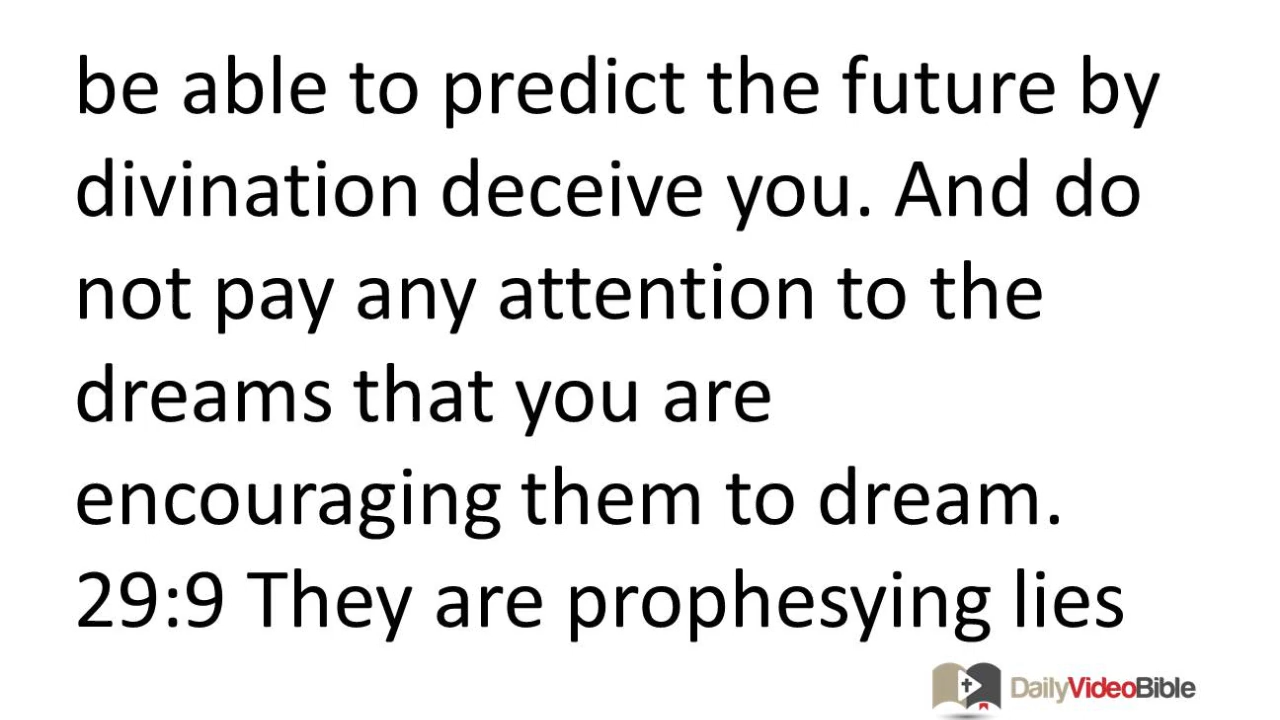 be able to predict the future by
divination deceive you. And do
not pay any attention to the
dreams that you are
encouraging them to dream.
29:9 They are prophesying lies
DailyVideoBible